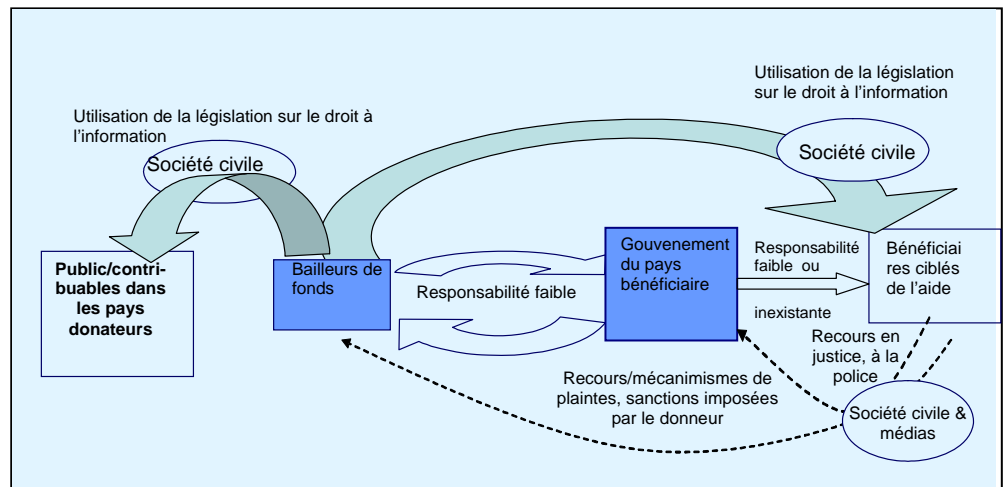 Utilisation de la législation
sur le droit à l'information
Utilisation de la législation sur le droit à
l'information
Société civile
Société civile
Public/contri-
buables dans
les pays
donateurs
Bailleurs de
fonds
Responsabilité faible
Gouvenement
du pays
bénéficiaire
Responsabilité
faible ou
inexistante
Bénéficiai
res ciblés
de l'aide
Recours en
justice, à la
police
Recours/mécanimismes de
plaintes, sanctions imposées
par le donneur
Société civile &
médias